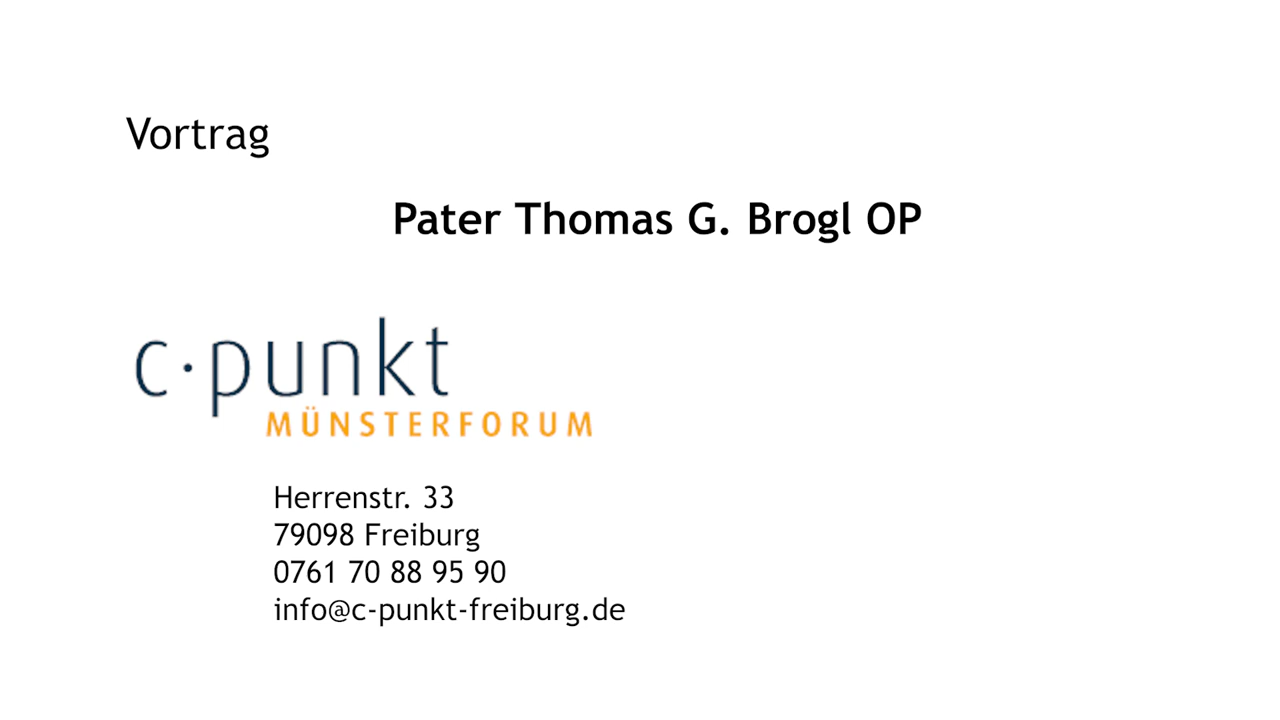 Vortrag
Pater Thomas G. Brogl OP
c·punkt
MÜNSTERFORUM
Herrenstr. 33
79098 Freiburg
0761 70 88 95 90
info@c-punkt-freiburg.de